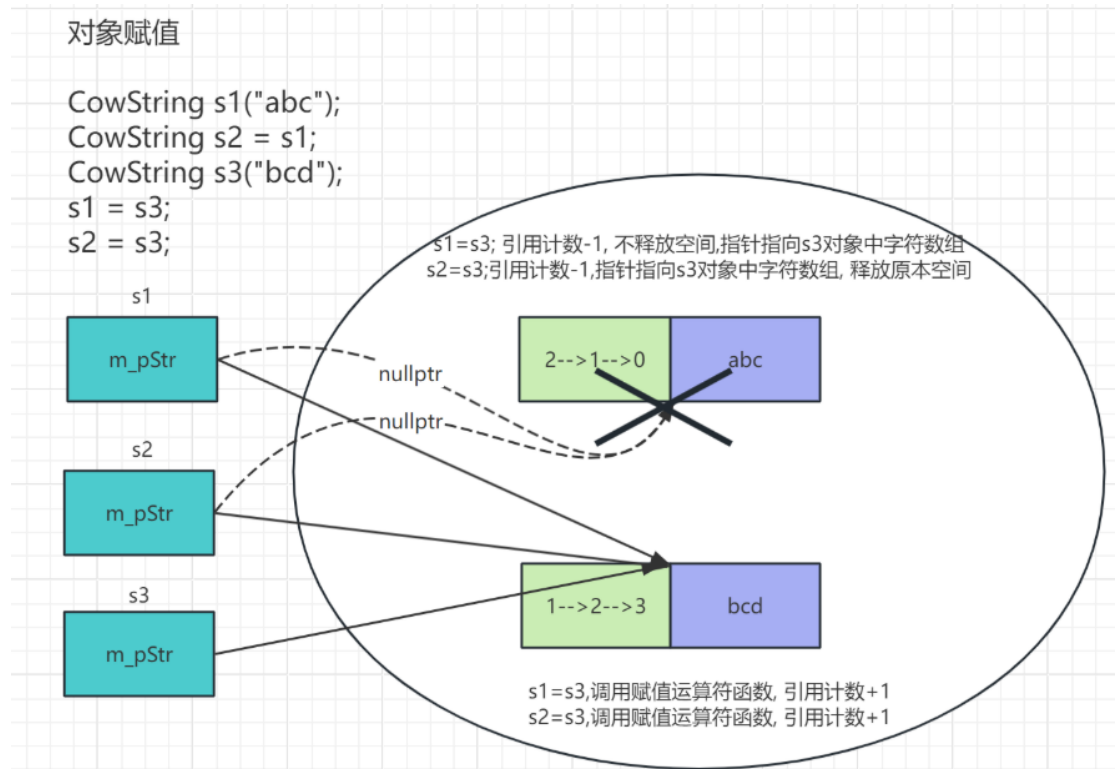 对象赋值
CowString s1("abc");
CowString s2 = s1;
CowString s3("bcd");
s1 = s3;
s2 = s3;
s1=s3; 引用计数-1, 不释放空间,指针指向s3对象中字符数组
s2=s3;引用计数-1,指针指向s3对象中字符数组, 释放原本空间
s1
m_pStr
nullptr
2-->1-->0
abc
nullptr
s2
m_pStr
s3
m_pStr
1-->2-->3
bcd
s1=s3,调用赋值运算符函数, 引用计数+1
s2=s3,调用赋值运算符函数, 引用计数+1